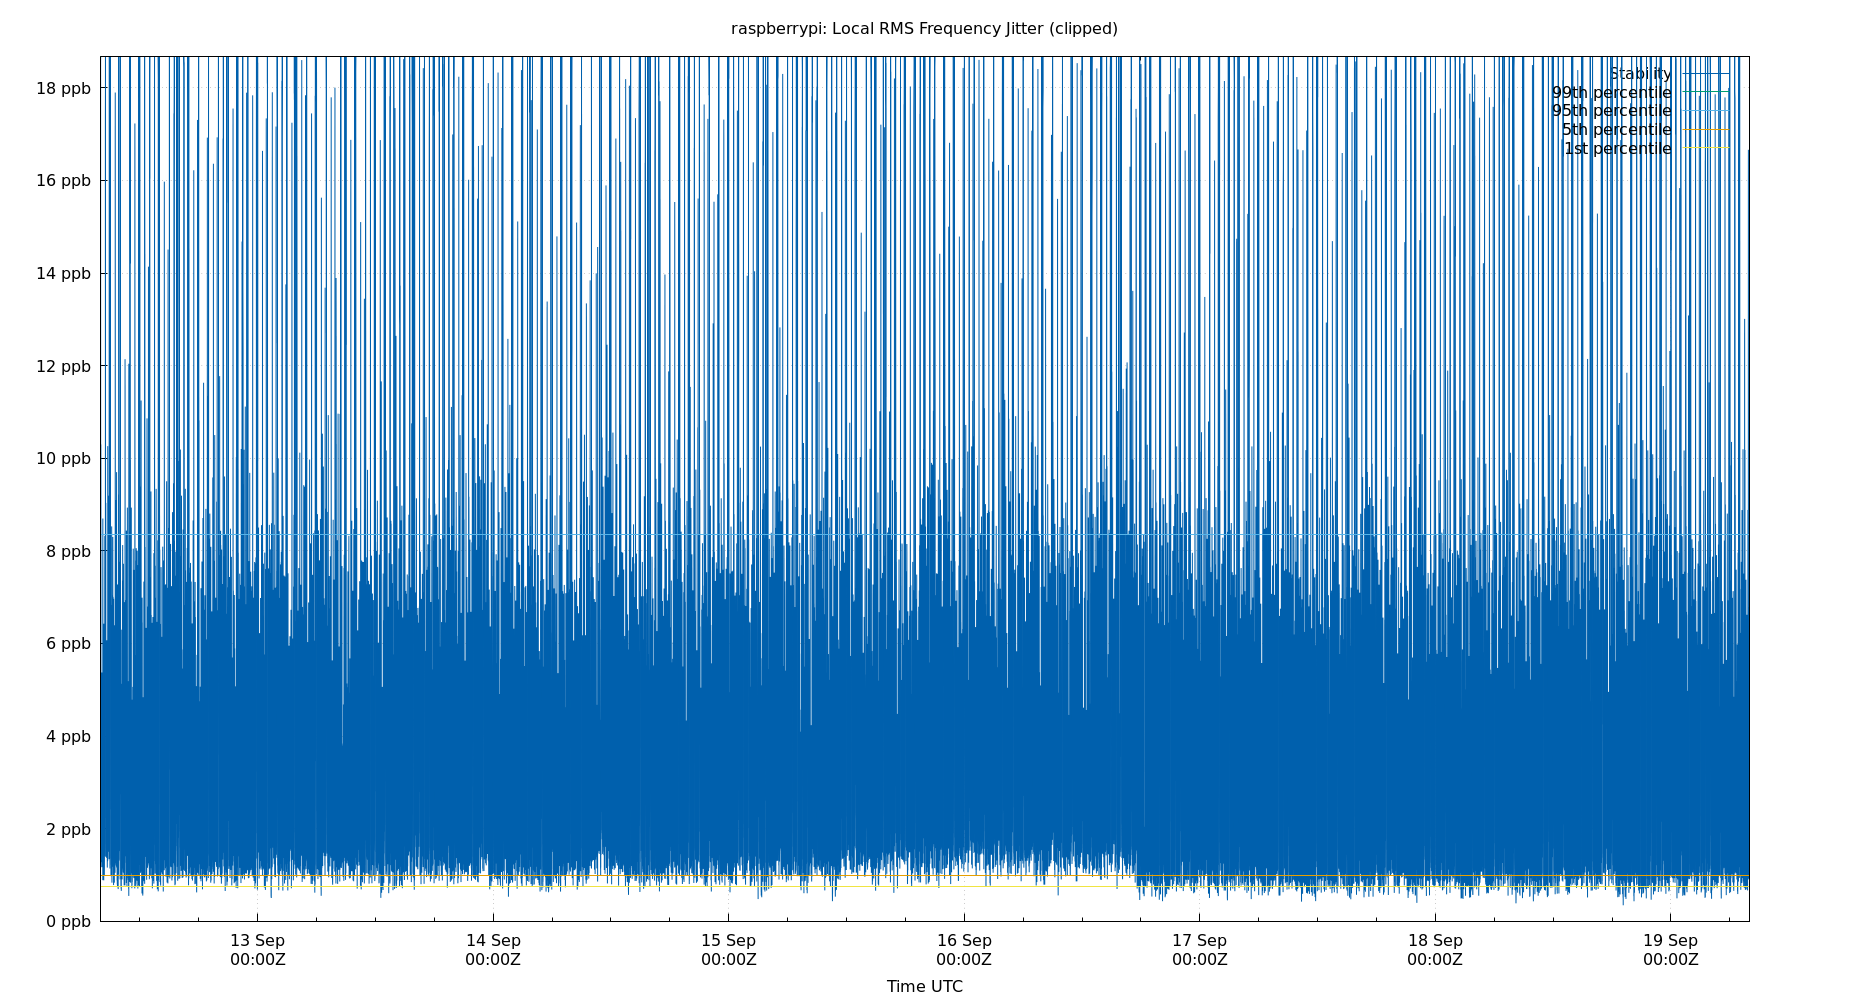 raspberrypi: Local RMS Frequency Jitter (clipped)
18 ppb
16 ppb
14 ppb
12 ppb
10 ppb
8 ppb
6 ppb
4 ppb
2 ppb
0 ppb
Stability
99th percentile
95th percentile
5th percentile
1st percentile
13 Sep
00:00Z
14 Sep
00:00Z
15 Sep
00:00Z
16 Sep
00:00Z
17 Sep
00:00Z
18 Sep
00:00Z
19 Sep
00:00Z
Time UTC